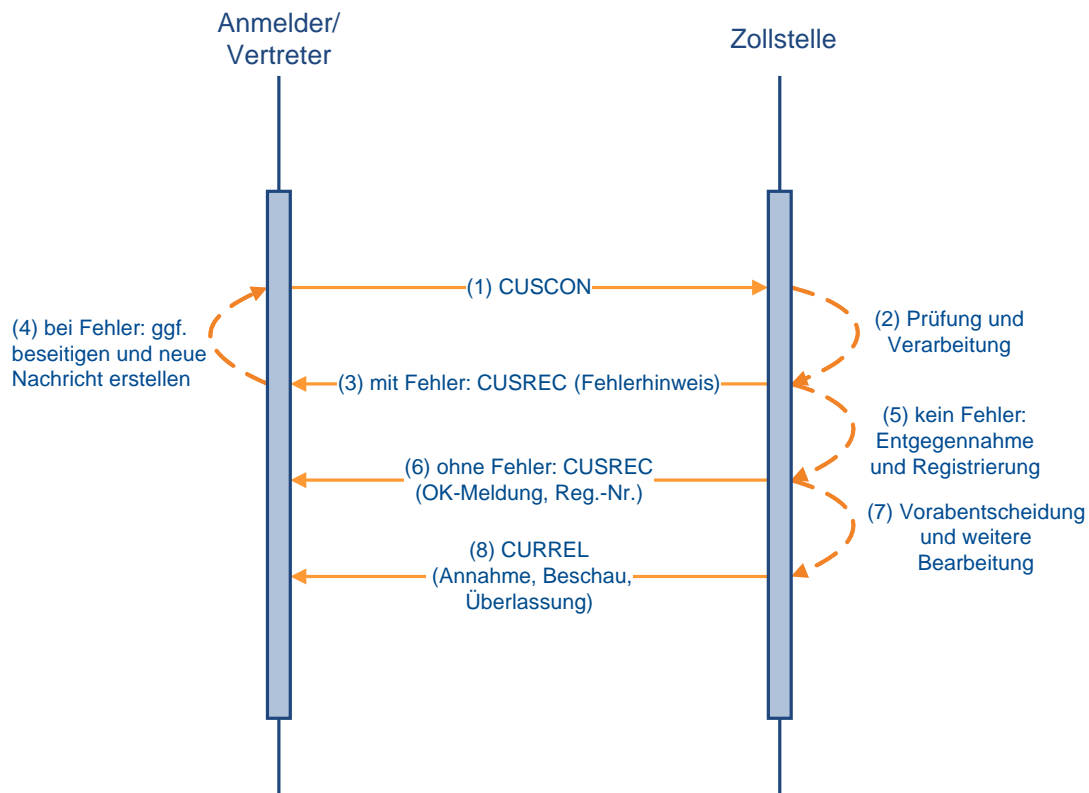 Anmelder/
Vertreter
Zollstelle
(1) CUSCON
(2) Prüfung und
Verarbeitung
(4) bei Fehler: ggf.
beseitigen und neue
Nachricht erstellen
(3) mit Fehler: CUSREC (Fehlerhinweis)
(5) kein Fehler:
Entgegennahme
und Registrierung
(6) ohne Fehler: CUSREC
(OK-Meldung, Reg.-Nr.)
(7) Vorabentscheidung
und weitere
Bearbeitung
(8) CURREL
(Annahme, Beschau,
Überlassung)